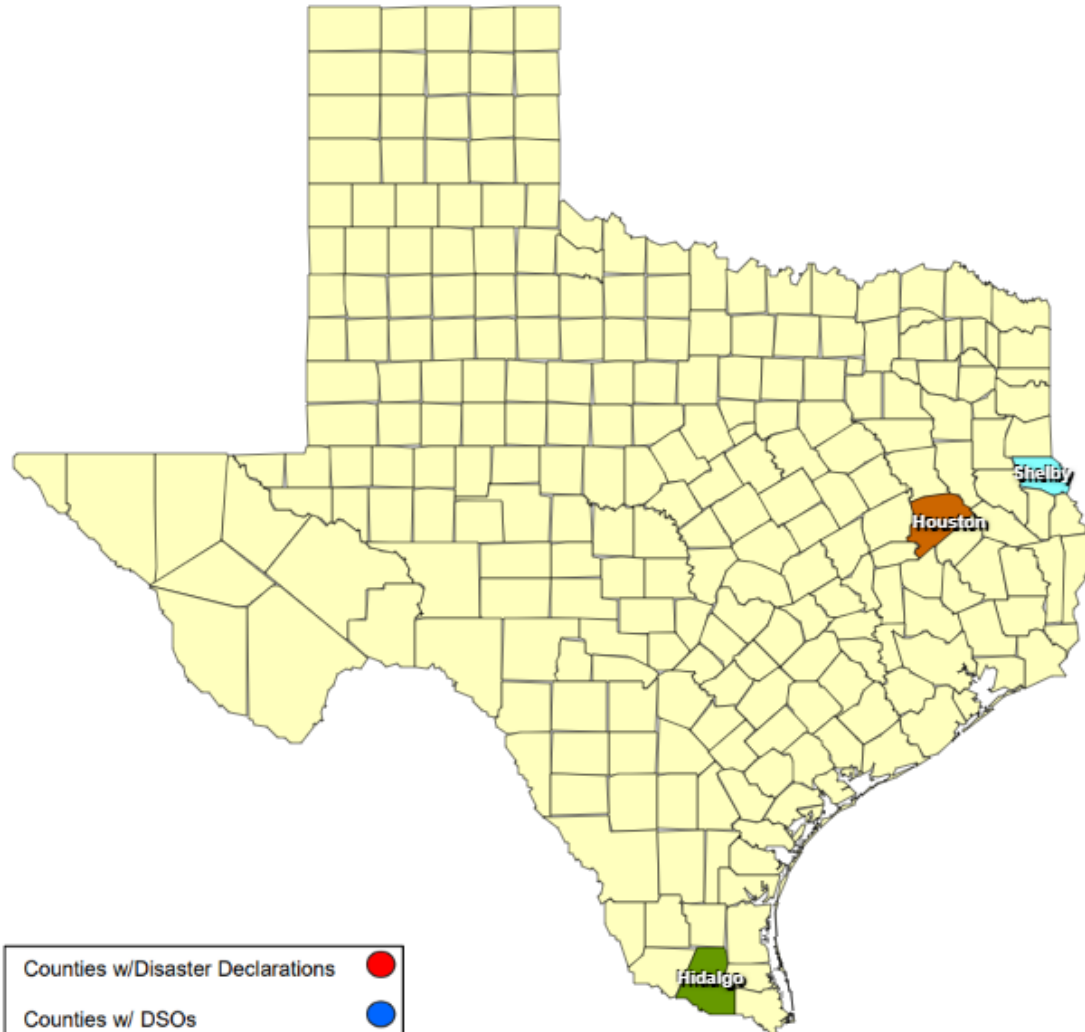 Shelby
Houston
Hidalgo
Counties w/Disaster Declarations
Counties w/ DSOs